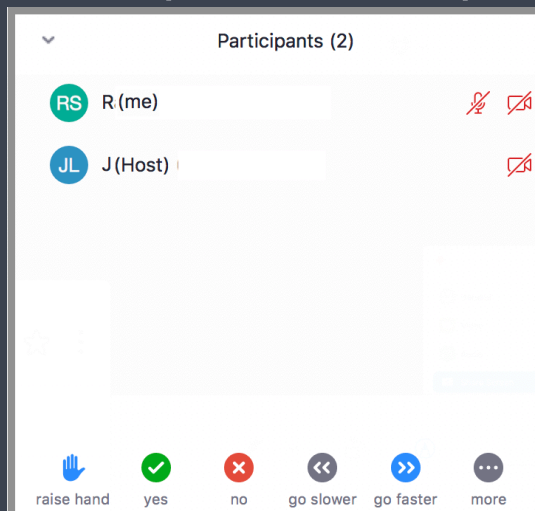 Participants (2)
RS R (me)
JL J (Host)
raise hand yes no go slower go faster more